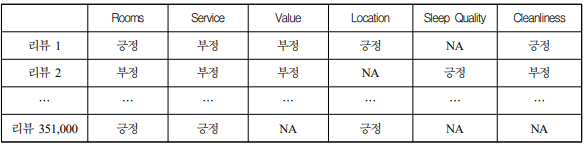 Rooms Service Value Location Sleep Quality Cleanliness
리뷰 1 긍정 부정 부정 긍정 NA 긍정
리뷰 2 부정 부정 부정 NA 긍정 부정
… … … … … … …
리뷰 351,000 긍정 긍정 NA 긍정 NA NA